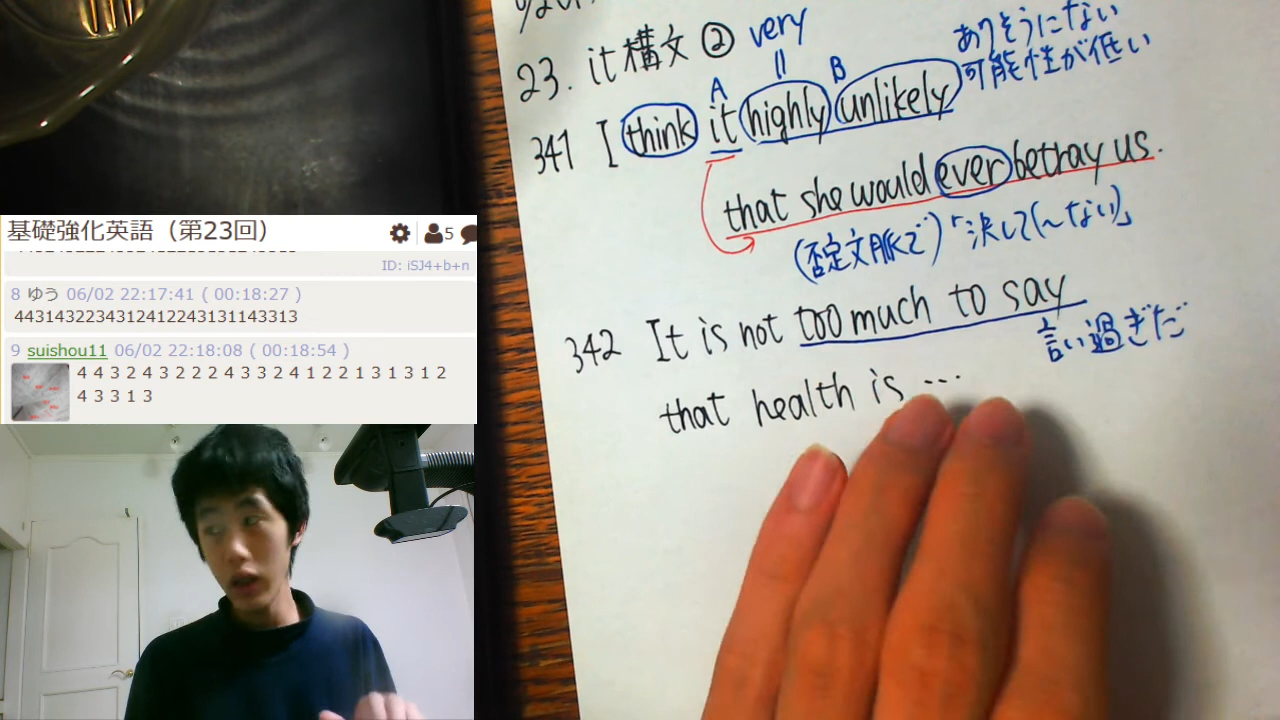 23. it構文② very
A
=
B
ありそうにない
可能性が低い
341 I think it highly unlikely
that she would ever betray us.
(否定文脈で)「決して(〜ない)」
342 It is not too much to say
言い過ぎだ
that health is …
基礎強化英語（第23回）
5
ID: iSJ4+b+n
8 ゆう 06/02 22:17:41 ( 00:18:27 )
44314322343124122431311433​13
9 suishou11 06/02 22:18:08 ( 00:18:54 )
4 4 3 2 4 3 2 2 2 4 3 3 2 4 1 2 2 1 3 1 3 1 2
4 3 3 1 3